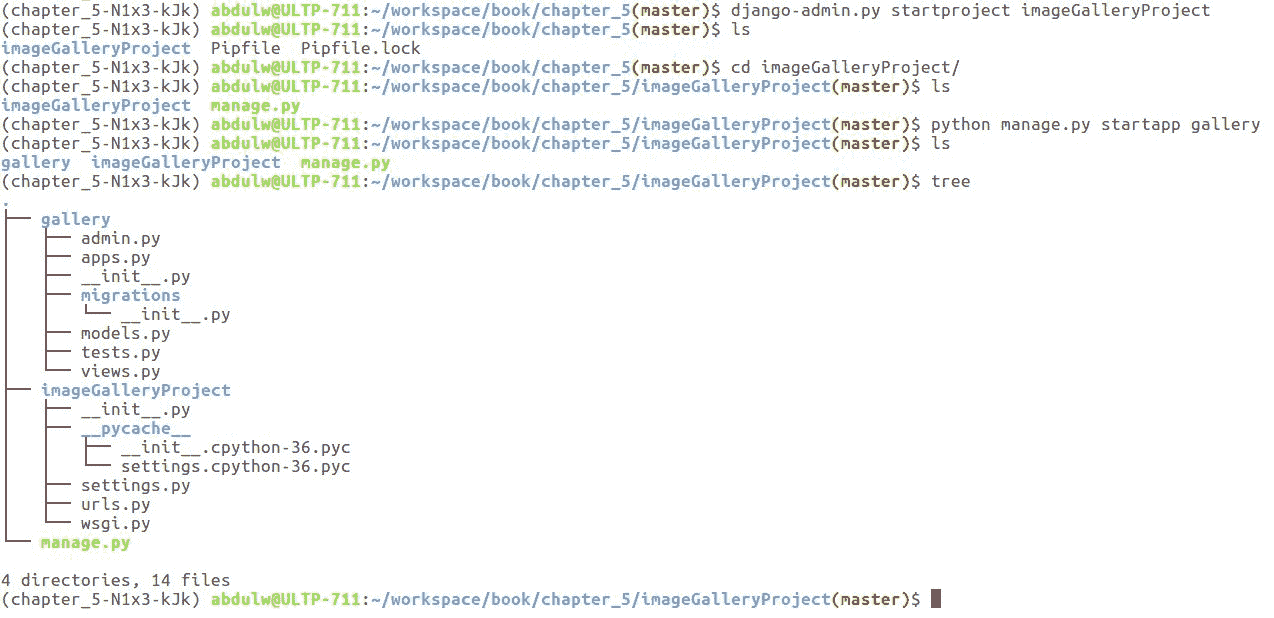 (chapter_5-N1x3-kJk) abdulw@ULTP-711:~/workspace/book/chapter_5(master)$ django-admin.py startproject imageGalleryProject
(chapter_5-N1x3-kJk) abdulw@ULTP-711:~/workspace/book/chapter_5(master)$ ls
imageGalleryProject  Pipfile  Pipfile.lock
(chapter_5-N1x3-kJk) abdulw@ULTP-711:~/workspace/book/chapter_5(master)$ cd imageGalleryProject/
(chapter_5-N1x3-kJk) abdulw@ULTP-711:~/workspace/book/chapter_5/imageGalleryProject(master)$ ls
imageGalleryProject  manage.py
(chapter_5-N1x3-kJk) abdulw@ULTP-711:~/workspace/book/chapter_5/imageGalleryProject(master)$ python manage.py startapp gallery
(chapter_5-N1x3-kJk) abdulw@ULTP-711:~/workspace/book/chapter_5/imageGalleryProject(master)$ ls
gallery  imageGalleryProject  manage.py
(chapter_5-N1x3-kJk) abdulw@ULTP-711:~/workspace/book/chapter_5/imageGalleryProject(master)$ tree
.
├── gallery
│   ├── admin.py
│   ├── apps.py
│   ├── __init__.py
│   ├── migrations
│   │   └── __init__.py
│   ├── models.py
│   ├── tests.py
│   └── views.py
├── imageGalleryProject
│   ├── __init__.py
│   ├── __pycache__
│   │   ├── __init__.cpython-36.pyc
│   │   └── settings.cpython-36.pyc
│   ├── settings.py
│   ├── urls.py
│   └── wsgi.py
└── manage.py
4 directories, 14 files
(chapter_5-N1x3-kJk) abdulw@ULTP-711:~/workspace/book/chapter_5/imageGalleryProject(master)$